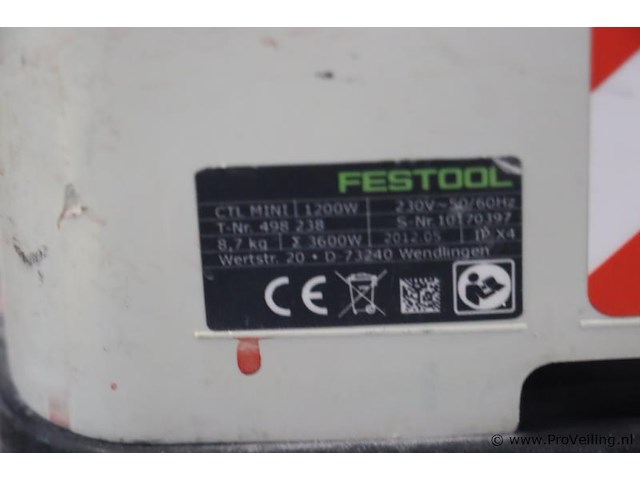 FESTOOL
CTL MINI 1200W 230V~50/60Hz
T-Nr. 498 238 S-Nr.10170397
8,7 kg Σ 3600W 2012.05 IP X4
Wertstr. 20 • D-73240 Wendlingen
CE
© www.ProVeiling.nl